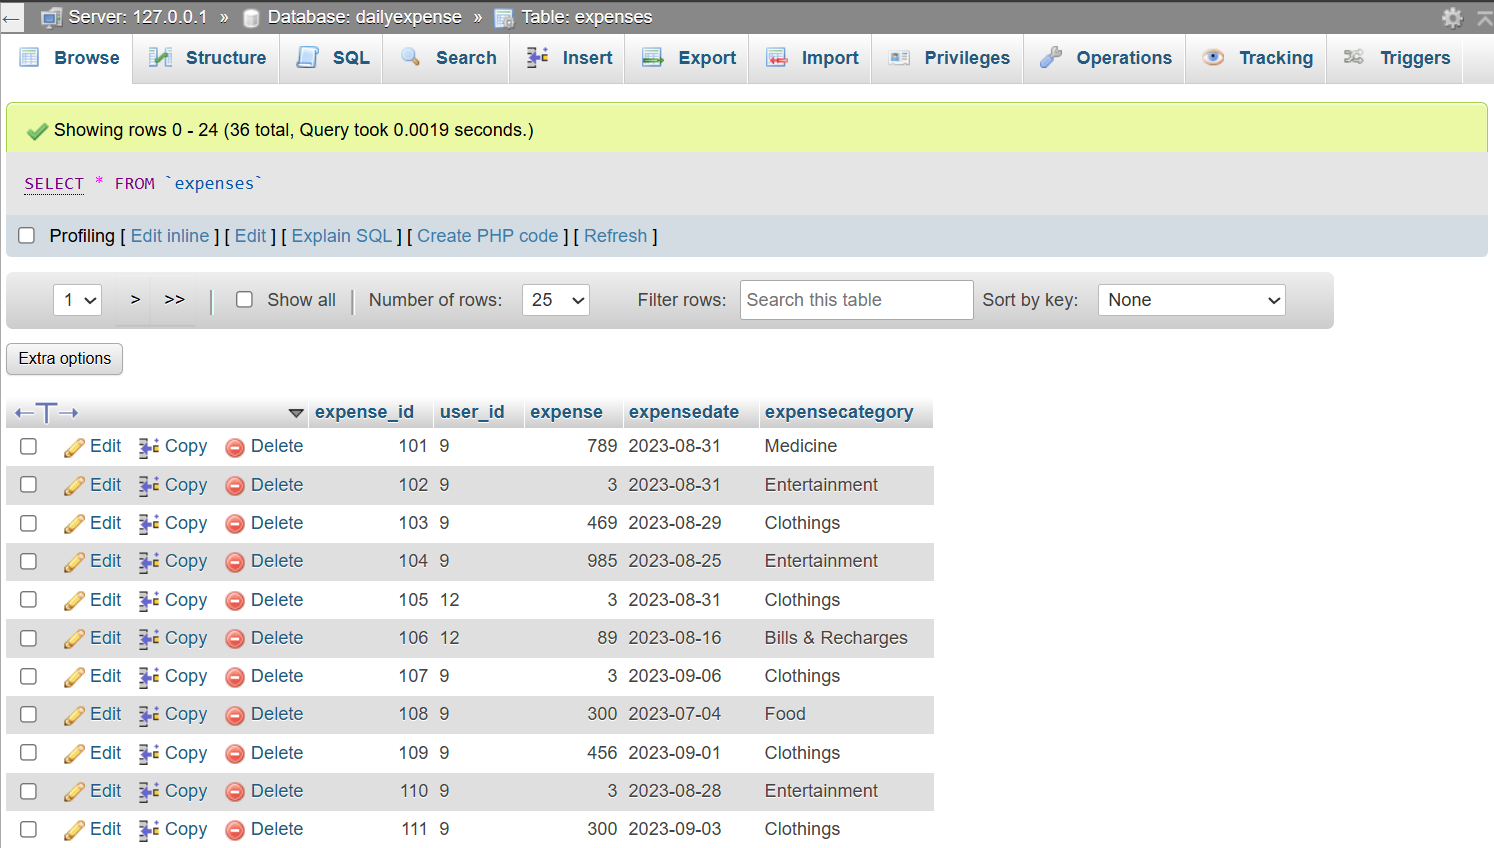 Server: 127.0.0.1 » Database: dailyexpense » Table: expenses
Browse Structure SQL Search Insert Export Import Privileges Operations Tracking Triggers
Showing rows 0 - 24 (36 total, Query took 0.0019 seconds.)
SELECT * FROM `expenses`
Profiling [ Edit inline ] [ Edit ] [ Explain SQL ] [ Create PHP code ] [ Refresh ]
1 > >> | Show all | Number of rows: 25 Filter rows: Search this table Sort by key: None
Extra options
←T→ expense_id user_id expense expensedate expensecategory
Edit Copy Delete 101 9 789 2023-08-31 Medicine
Edit Copy Delete 102 9 3 2023-08-31 Entertainment
Edit Copy Delete 103 9 469 2023-08-29 Clothings
Edit Copy Delete 104 9 985 2023-08-25 Entertainment
Edit Copy Delete 105 12 3 2023-08-31 Clothings
Edit Copy Delete 106 12 89 2023-08-16 Bills & Recharges
Edit Copy Delete 107 9 3 2023-09-06 Clothings
Edit Copy Delete 108 9 300 2023-07-04 Food
Edit Copy Delete 109 9 456 2023-09-01 Clothings
Edit Copy Delete 110 9 3 2023-08-28 Entertainment
Edit Copy Delete 111 9 300 2023-09-03 Clothings